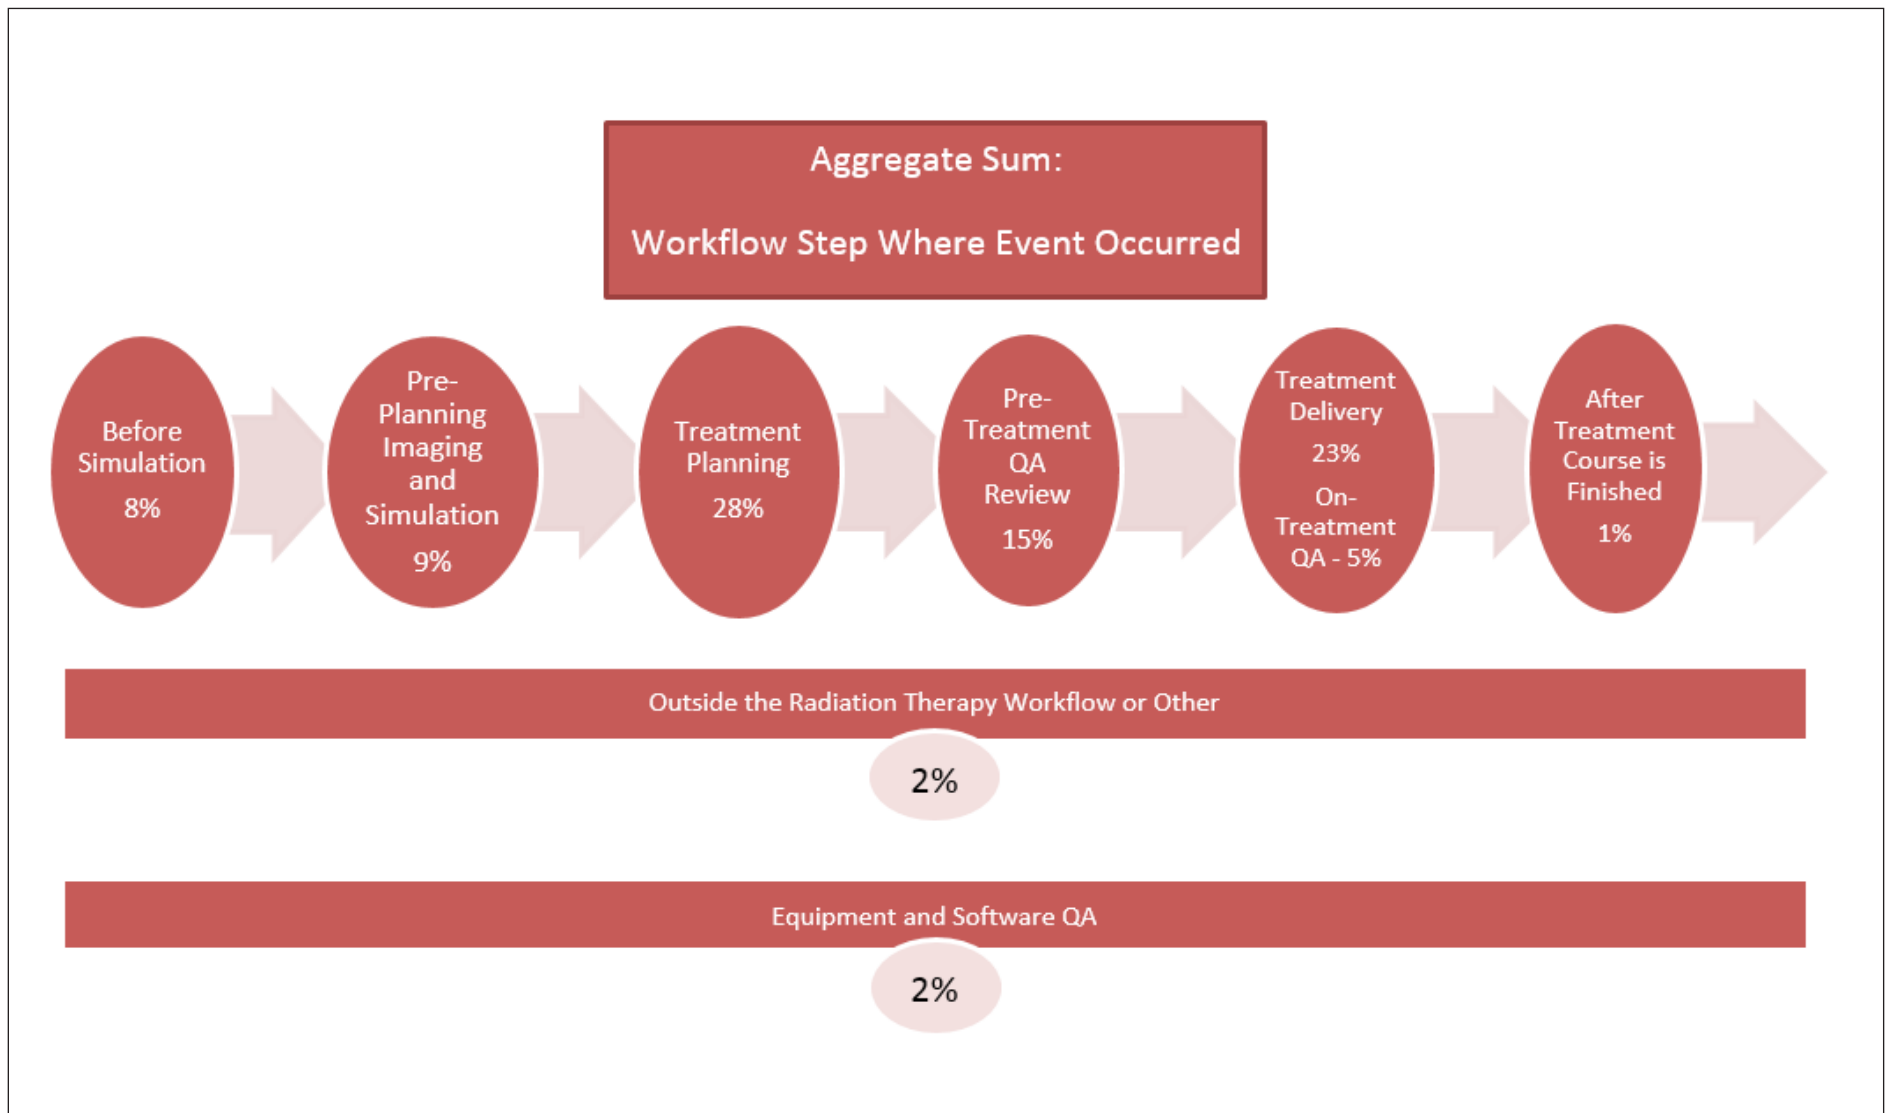 Aggregate Sum:
Workflow Step Where Event Occurred
Before
Simulation
8%
Pre-
Planning
Imaging
and
Simulation
9%
Treatment
Planning
28%
Pre-
Treatment
QA
Review
15%
Treatment
Delivery
23%
On-
Treatment
QA - 5%
After
Treatment
Course is
Finished
1%
Outside the Radiation Therapy Workflow or Other
2%
Equipment and Software QA
2%